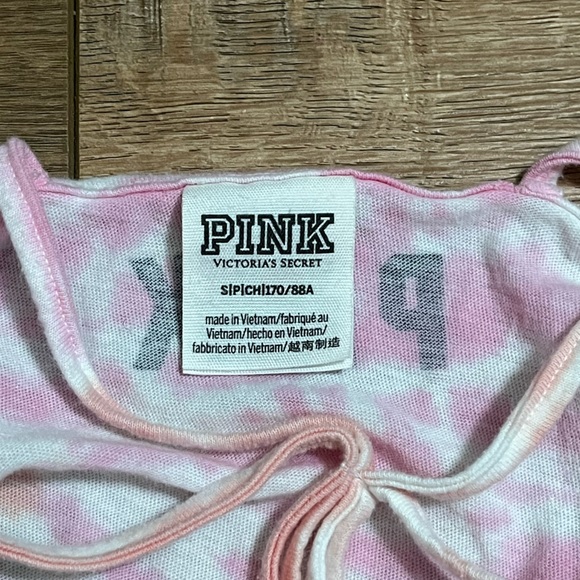 PINK
VICTORIA'S SECRET
S|P|CH|170/88A
made in Vietnam/fabriqué au
Vietnam/hecho en Vietnam/
fabbricato in Vietnam/越南制造
P K